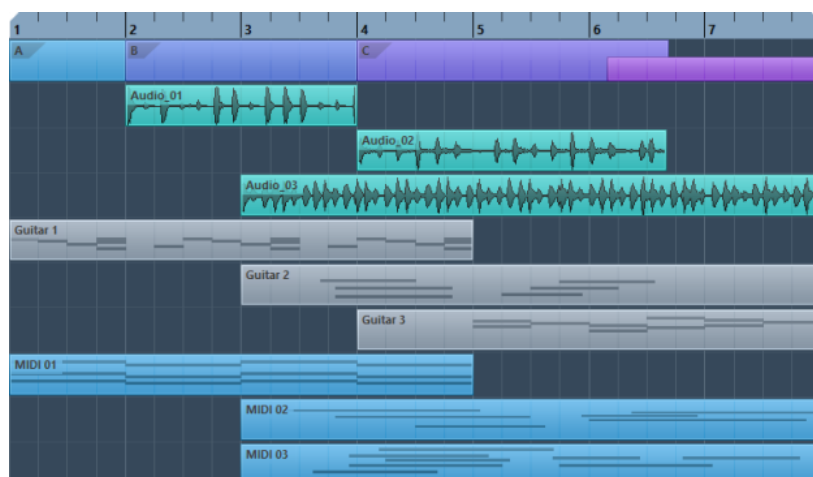 1 2 3 4 5 6 7
A B C
Audio_01
Audio_02
Audio_03
Guitar 1
Guitar 2
Guitar 3
MIDI 01
MIDI 02
MIDI 03